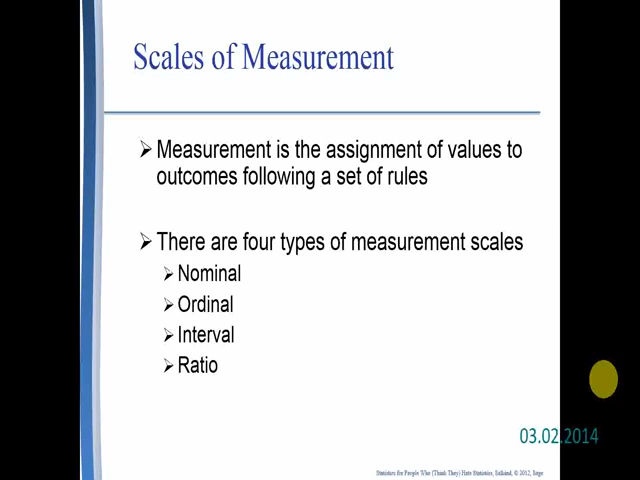 Scales of Measurement
Measurement is the assignment of values to
outcomes following a set of rules
There are four types of measurement scales
Nominal
Ordinal
Interval
Ratio
03.02.2014
Statistics for People Who (Think They) Hate Statistics, Salkind, © 2012, Sage